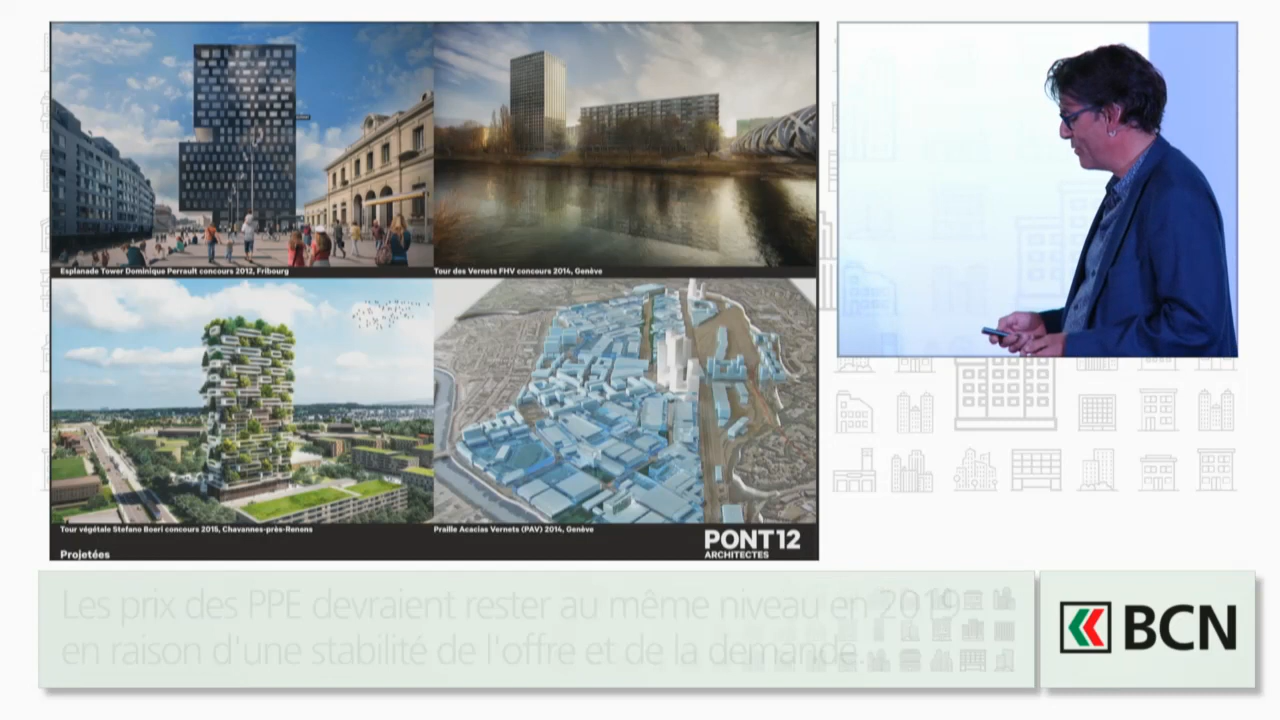 Esplanade Tower Dominique Perrault concours 2012, Fribourg
Tour des Vernets FHV concours 2014, Genève
Tour végétale Stefano Boeri concours 2015, Chavannes-près-Renens
Praille Acacias Vernets (PAV) 2014, Genève
Projetées
PONT12
ARCHITECTES
Les prix des PPE devraient rester au même niveau en 2019
en raison d'une stabilité de l'offre et de la demande.
BCN